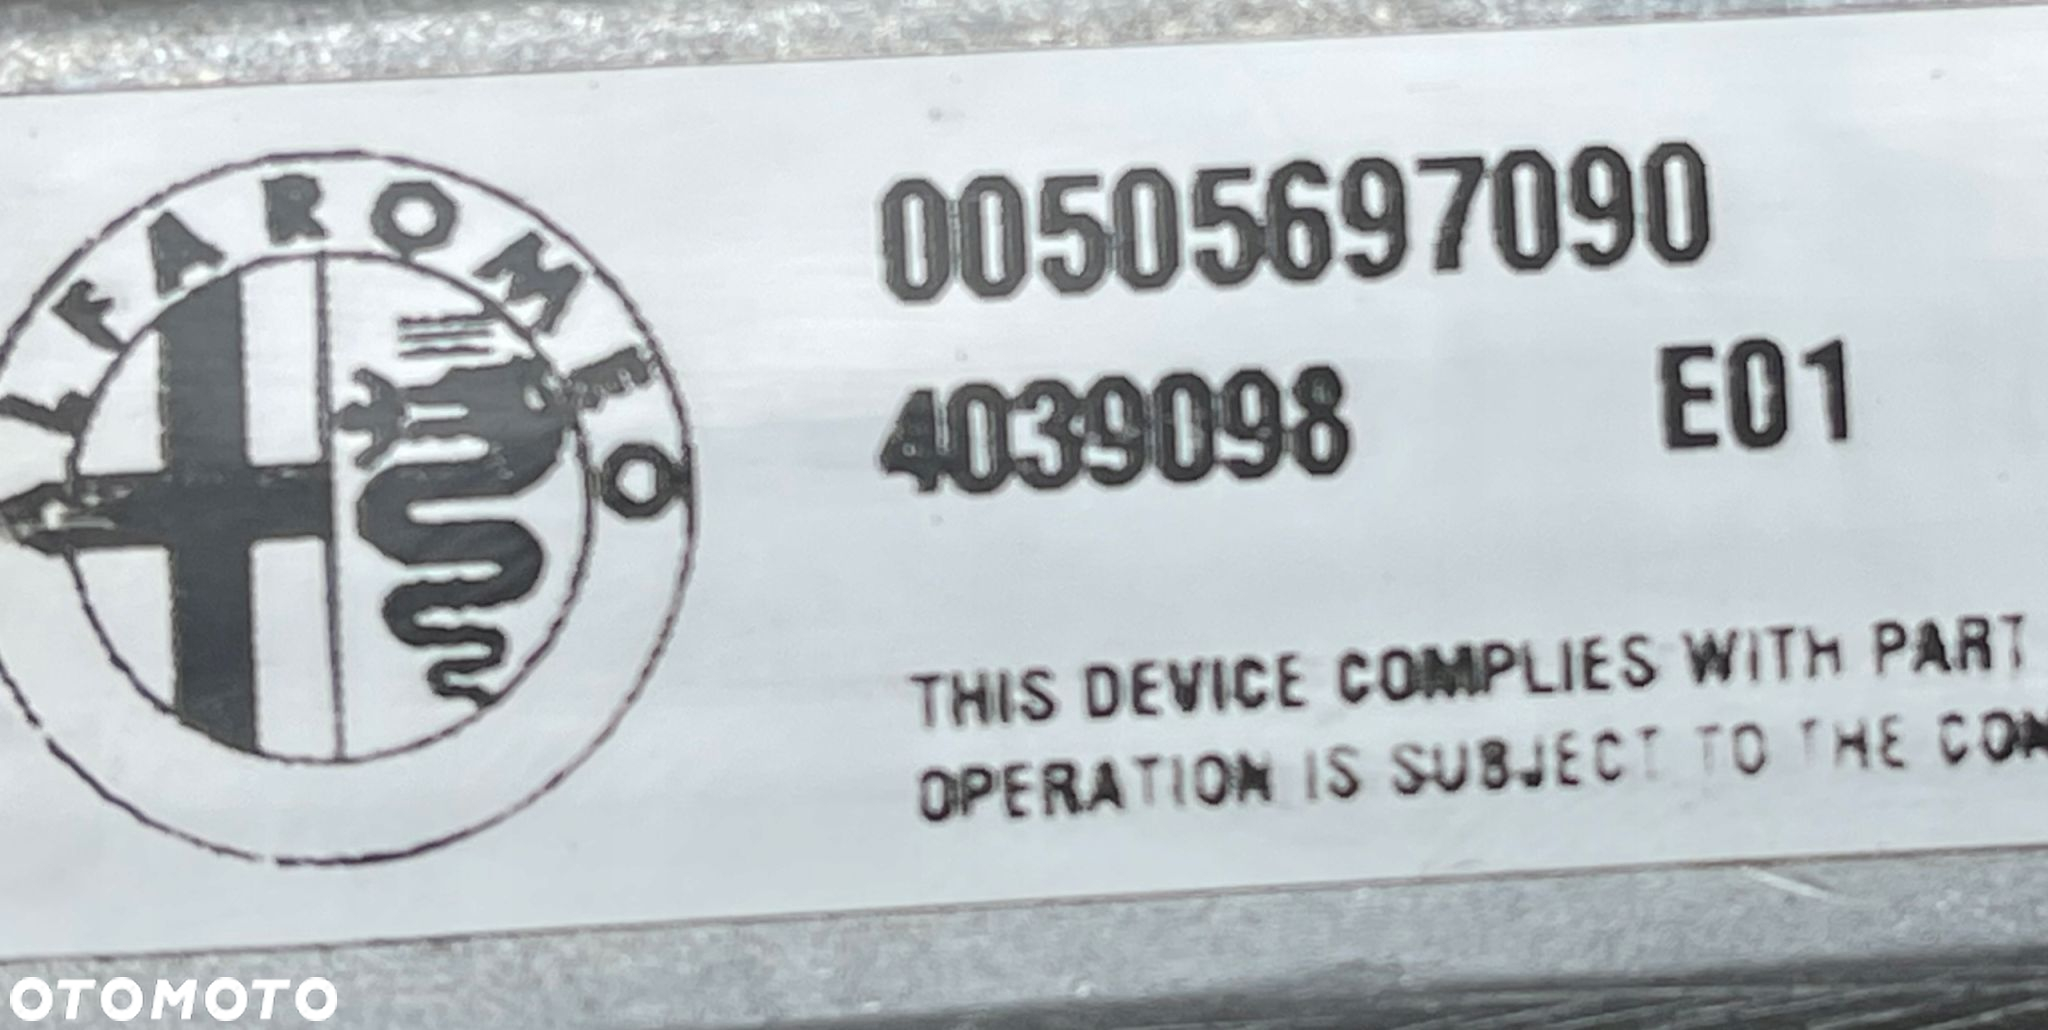 ALFA ROMEO
00505697090
4039098 E01
THIS DEVICE COMPLIES WITH PART
OPERATION IS SUBJECT TO THE
OTOMOTO